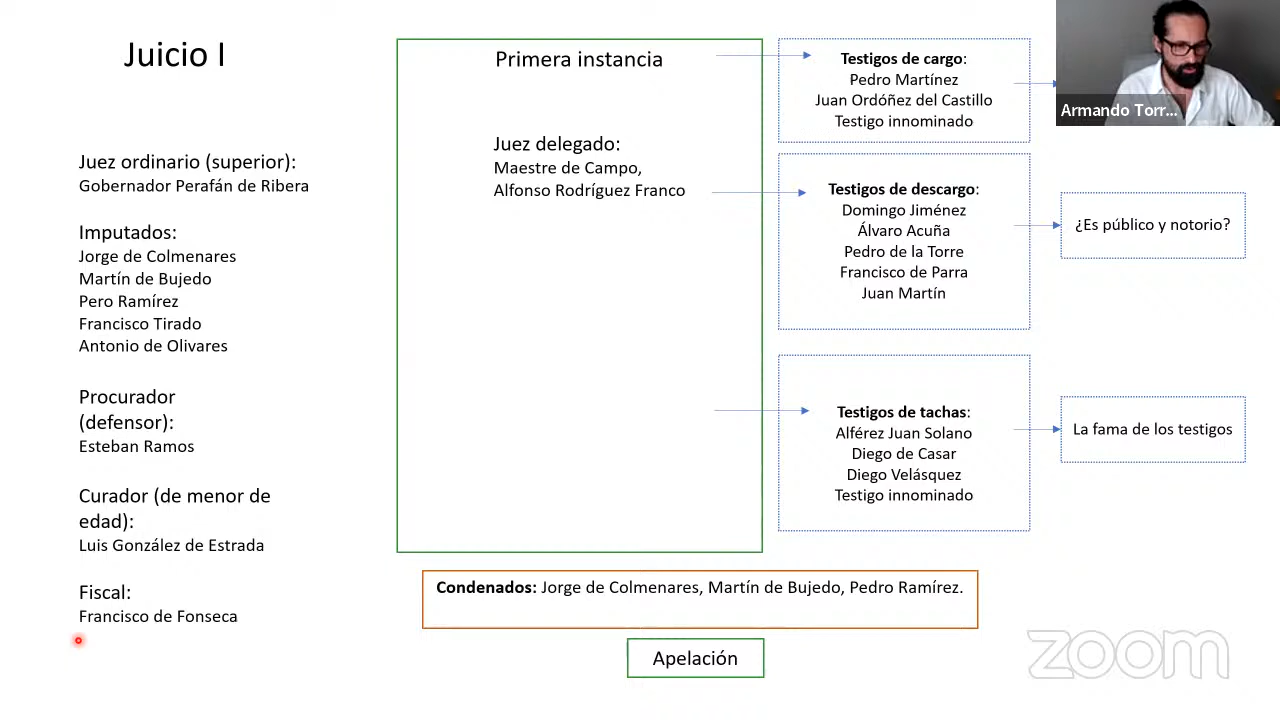 Juicio I
Juez ordinario (superior):
Gobernador Perafán de Ribera
Imputados:
Jorge de Colmenares
Martín de Bujedo
Pero Ramírez
Francisco Tirado
Antonio de Olivares
Procurador
(defensor):
Esteban Ramos
Curador (de menor de
edad):
Luis González de Estrada
Fiscal:
Francisco de Fonseca
Primera instancia
Juez delegado:
Maestre de Campo,
Alfonso Rodríguez Franco
Testigos de cargo:
Pedro Martínez
Juan Ordóñez del Castillo
Testigo innominado
Testigos de descargo:
Domingo Jiménez
Álvaro Acuña
Pedro de la Torre
Francisco de Parra
Juan Martín
¿Es público y notorio?
Testigos de tachas:
Alférez Juan Solano
Diego de Casar
Diego Velásquez
Testigo innominado
La fama de los testigos
Condenados: Jorge de Colmenares, Martín de Bujedo, Pedro Ramírez.
Apelación
Armando Torr...
zoom